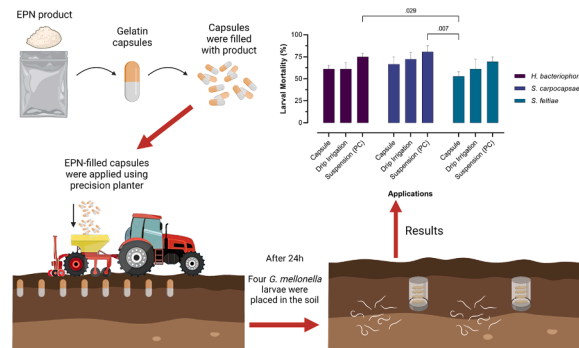 EPN product
Gelatin
capsules
Capsules
were filled
with product
EPN-filled capsules
were applied using
precision planter
After 24h
Four G. mellonella
larvae were
placed in the soil
Results
.029
.007
Larval Mortality (%)
100
75
50
25
0
Capsule
Drip Irrigation
Suspension (PC)
Capsule
Drip Irrigation
Suspension (PC)
Capsule
Drip Irrigation
Suspension (PC)
Applications
H. bacteriophor
S. carpocapsae
S. feltiae